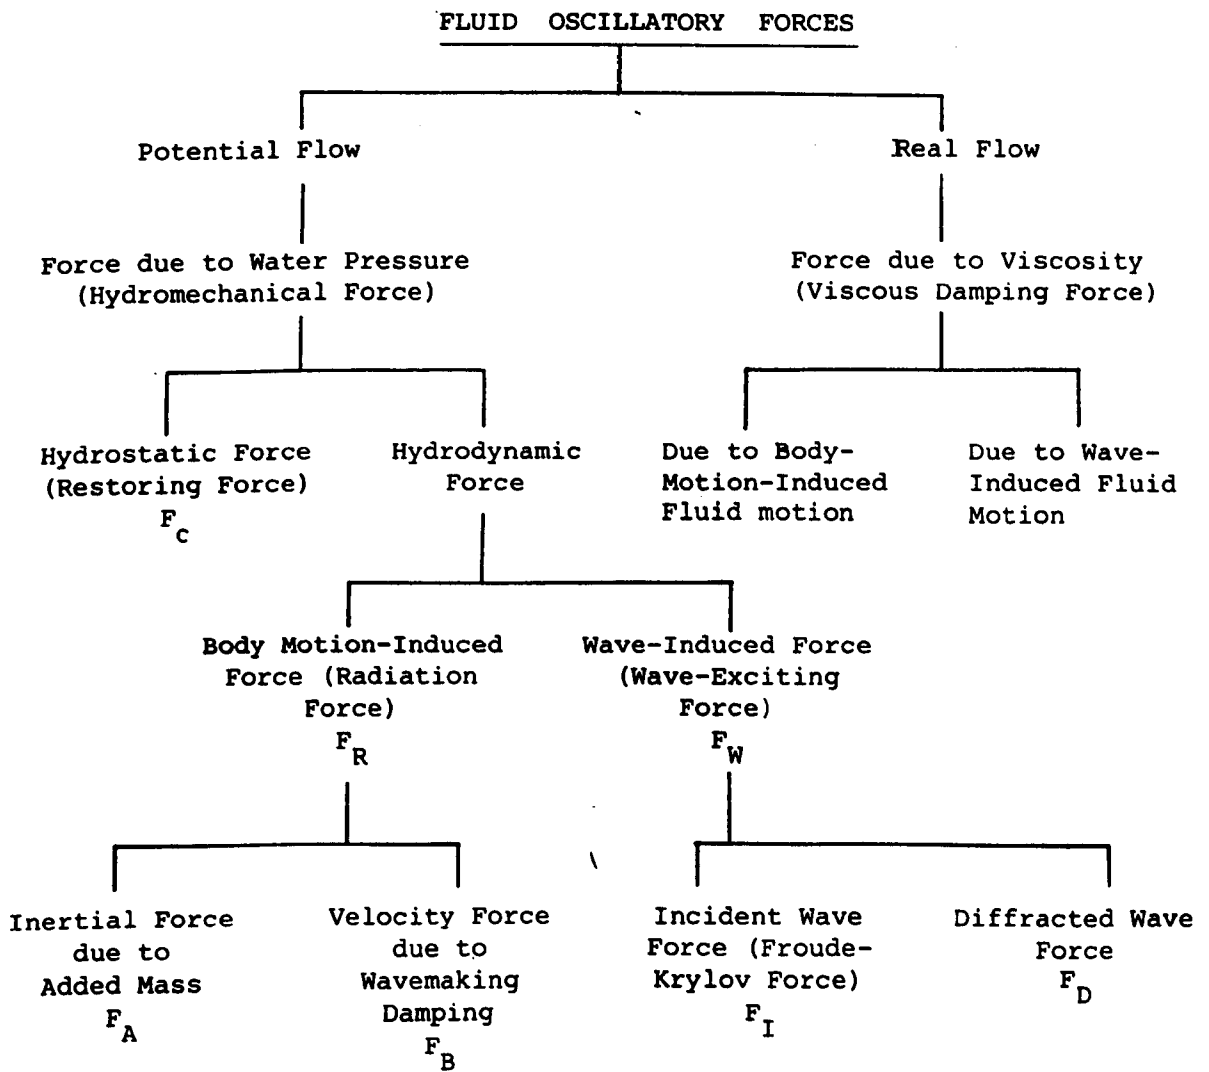 FLUID OSCILLATORY FORCES
Potential Flow
Real Flow
Force due to Water Pressure
(Hydromechanical Force)
Force due to Viscosity
(Viscous Damping Force)
Hydrostatic Force
(Restoring Force)
F_C
Hydrodynamic
Force
Due to Body-
Motion-Induced
Fluid motion
Due to Wave-
Induced Fluid
Motion
Body Motion-Induced
Force (Radiation
Force)
F_R
Wave-Induced Force
(Wave-Exciting
Force)
F_W
Inertial Force
due to
Added Mass
F_A
Velocity Force
due to
Wavemaking
Damping
F_B
Incident Wave
Force (Froude-
Krylov Force)
F_I
Diffracted Wave
Force
F_D